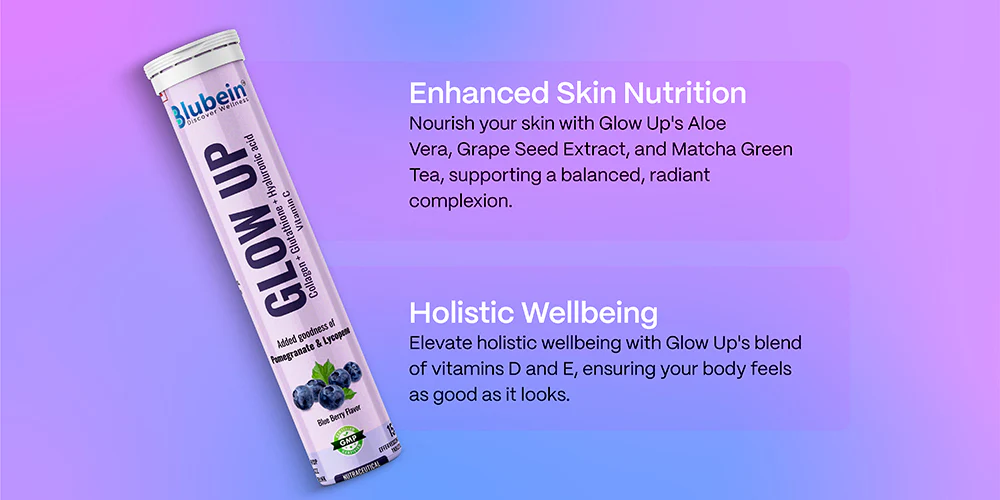 Blubein
Discover Wellness
GLOW UP
Collagen + Glutathione + Hyaluronic acid
Vitamin C
Added goodness of
Pomegranate & Lycopene
Blue Berry Flavor
GMP
NUTRACEUTICAL
Enhanced Skin Nutrition
Nourish your skin with Glow Up's Aloe
Vera, Grape Seed Extract, and Matcha Green
Tea, supporting a balanced, radiant
complexion.
Holistic Wellbeing
Elevate holistic wellbeing with Glow Up's blend
of vitamins D and E, ensuring your body feels
as good as it looks.